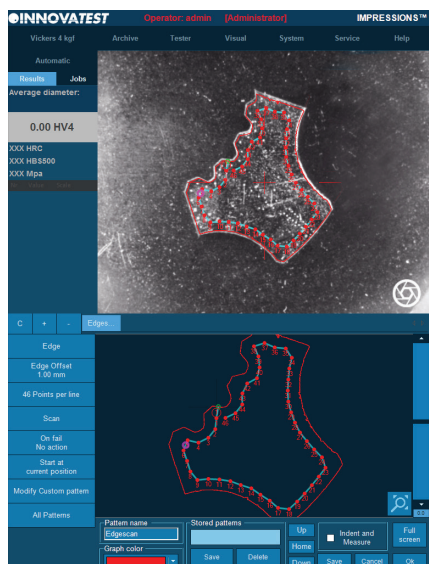 INNOVATEST Operator: admin [Administrator] IMPRESSIONS™
Vickers 4 kgf Archive Tester Visual System Service Help
Automatic
Results Jobs
Average diameter:
0.00 HV4
XXX HRC
XXX HBS500
XXX Mpa
C + - Edges...
Edge
Edge Offset
1.00 mm
46 Points per line
Scan
On fail
No action
Start at
current position
Modify Custom pattern
All Patterns
0.0
Pattern name
Edgescan
Graph color
Stored patterns
Save Delete
Up
Home
Down
Indent and
Measure
Save Cancel
Full
screen
Ok